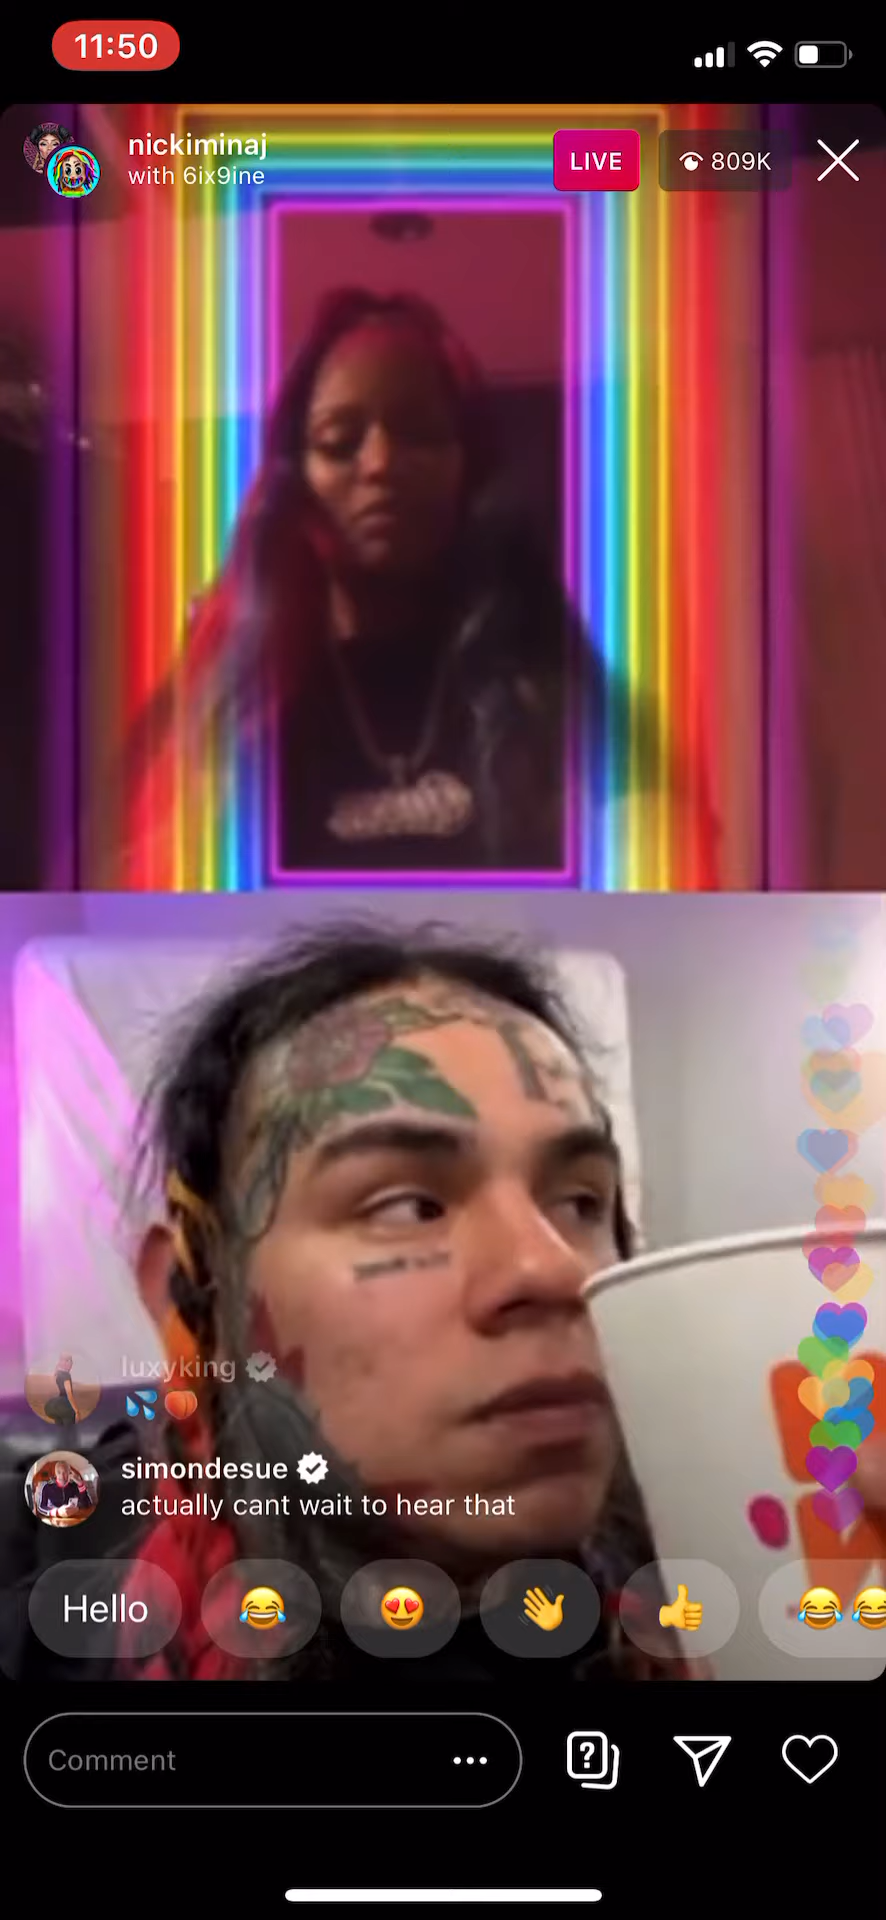 11:50
nickiminaj
with 6ix9ine
LIVE
809K
luxyking
💦🍑
simondesue
actually cant wait to hear that
Hello
😂
😍
👋
👍
😂😂
Comment